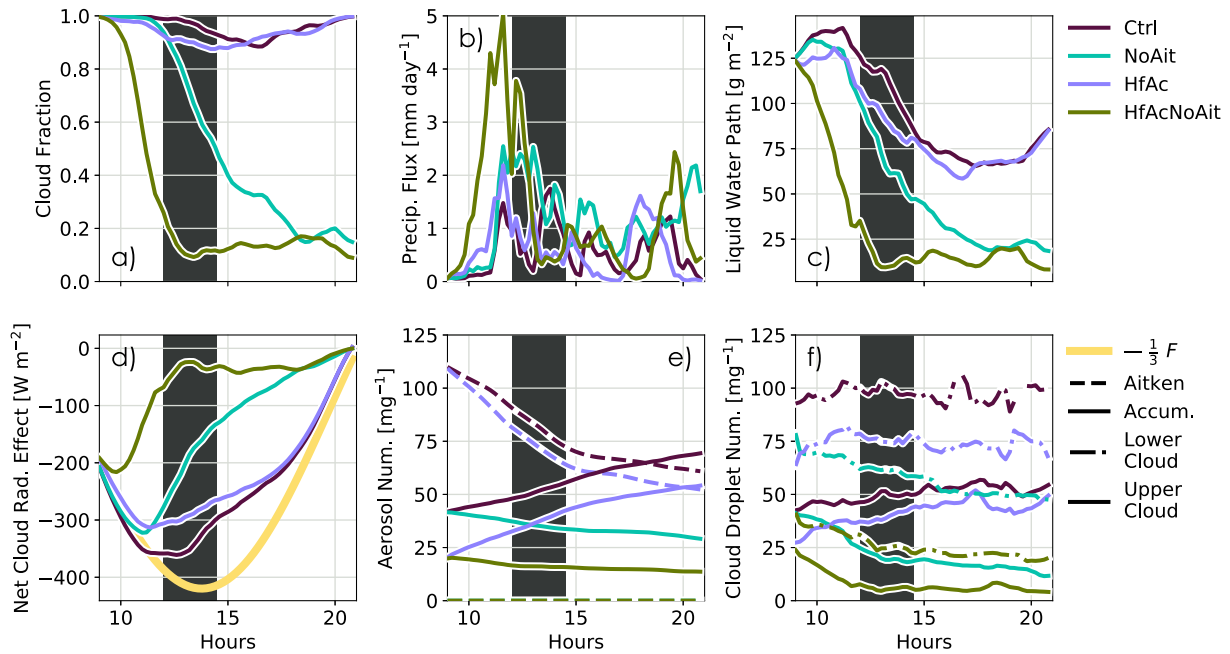 1.0
0.8
0.6
0.4
0.2
0.0
Cloud Fraction
a)
5
4
3
2
1
0
Precip. Flux [mm day⁻¹]
b)
125
100
75
50
25
Liquid Water Path [g m⁻²]
c)
Ctrl
NoAit
HfAc
HfAcNoAit
0
−100
−200
−300
−400
Net Cloud Rad. Effect [W m⁻²]
d)
10
15
20
Hours
125
100
75
50
25
0
Aerosol Num. [mg⁻¹]
e)
10
15
20
Hours
125
100
75
50
25
0
Cloud Droplet Num. [mg⁻¹]
f)
10
15
20
Hours
−⅓ F
Aitken
Accum.
Lower
Cloud
Upper
Cloud